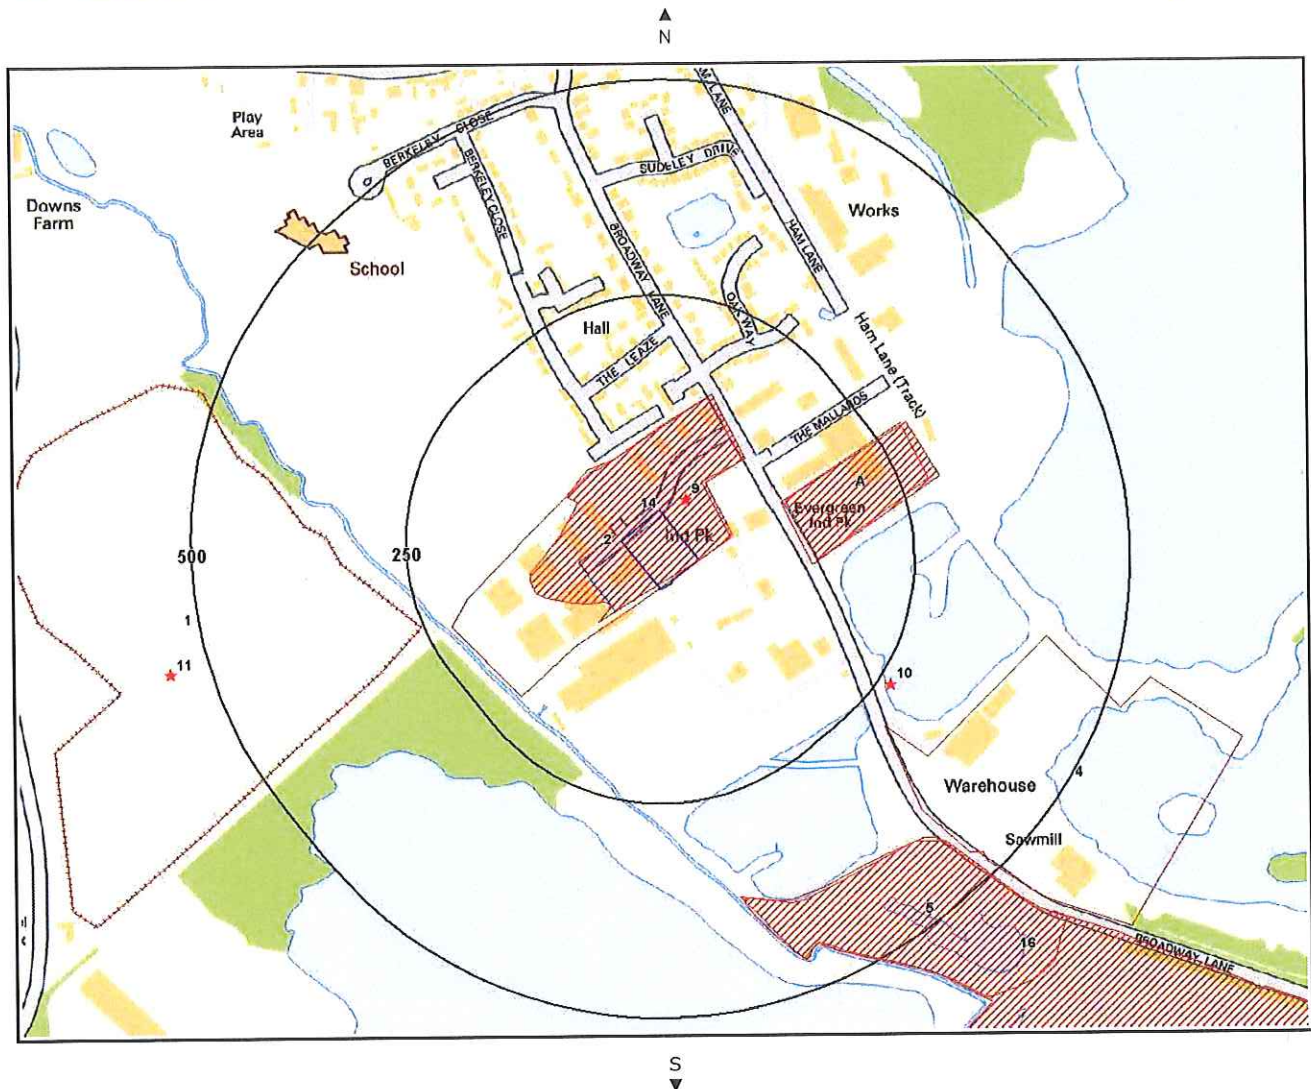 N
Play
Area
BERKELEY CLOSE
LANE
SUDELEY DRIVE
BERKELEY CLOSE
Downs
Farm
Works
School
BROADWAY LANE
HAM LANE
OAK WAY
Hall
THE LEAZE
Ham Lane (Track)
THE MALLARDS
A
Evergreen
Ind Pk
9
14
2
Ind Pk
500
250
1
11
10
4
Warehouse
Sawmill
5
16
BROADWAY LANE
S